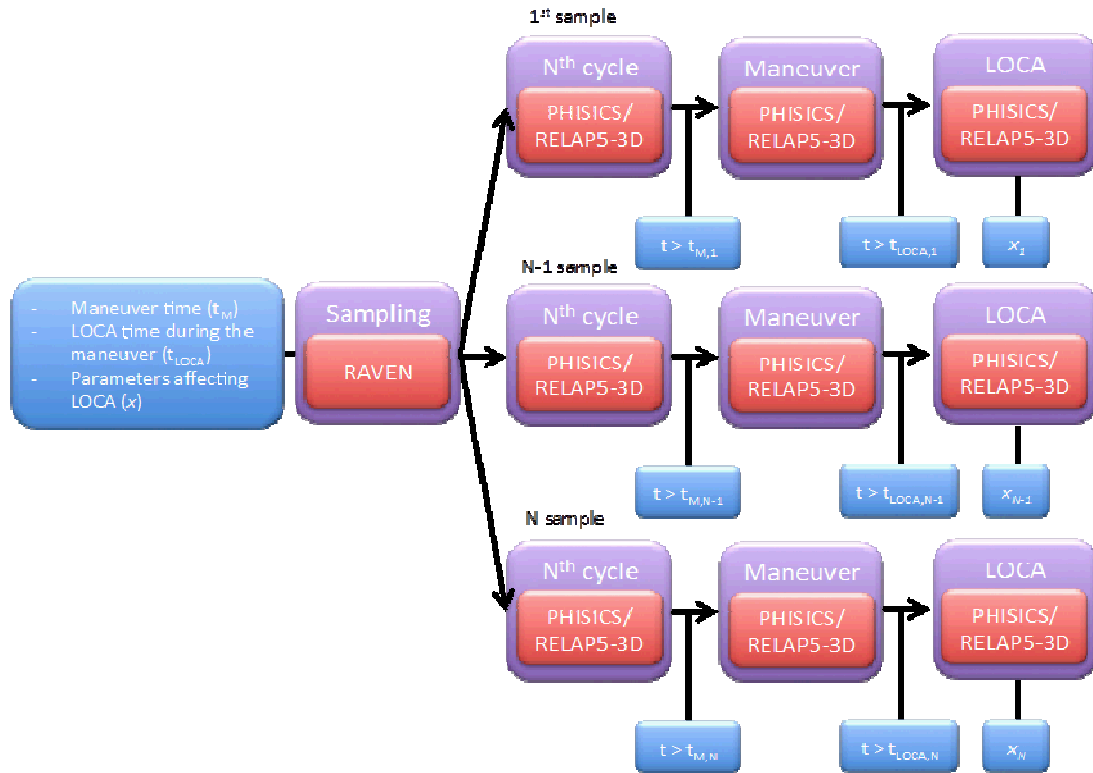 1st sample
Nth cycle
PHISICS/
RELAP5-3D
Maneuver
PHISICS/
RELAP5-3D
LOCA
PHISICS/
RELAP5-3D
t > tM,1
t > tLOCA,1
x1
- Maneuver time (tM)
- LOCA time during the
maneuver (tLOCA)
- Parameters affecting
LOCA (x)
Sampling
RAVEN
N-1 sample
Nth cycle
PHISICS/
RELAP5-3D
Maneuver
PHISICS/
RELAP5-3D
LOCA
PHISICS/
RELAP5-3D
t > tM,N-1
t > tLOCA,N-1
xN-1
N sample
Nth cycle
PHISICS/
RELAP5-3D
Maneuver
PHISICS/
RELAP5-3D
LOCA
PHISICS/
RELAP5-3D
t > tM,N
t > tLOCA,N
xN